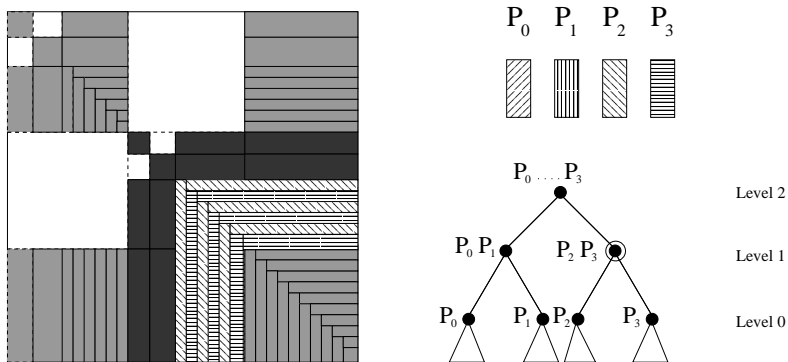 P0 P1 P2 P3
P0 .... P3
Level 2
P0 P1
P2 P3
Level 1
P0
P1
P2
P3
Level 0